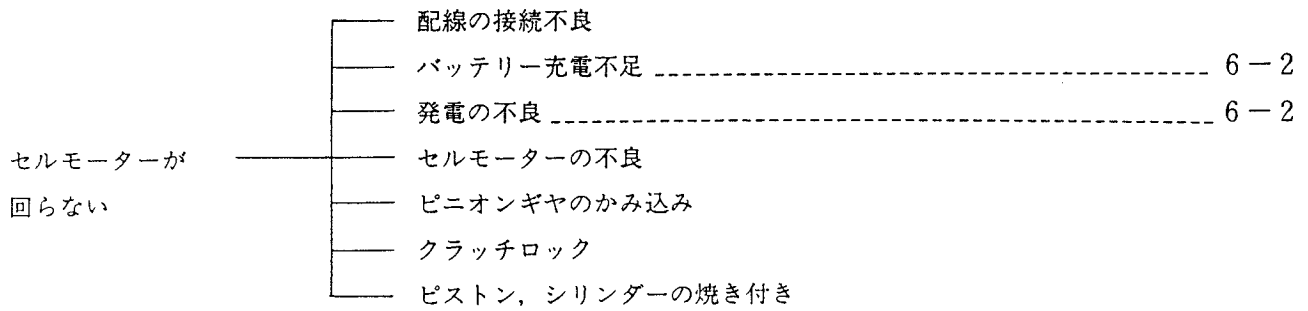 配線の接続不良
バッテリー充電不足 6－2
発電の不良 6－2
セルモーターが
回らない
セルモーターの不良
ピニオンギヤのかみ込み
クラッチロック
ピストン，シリンダーの焼き付き